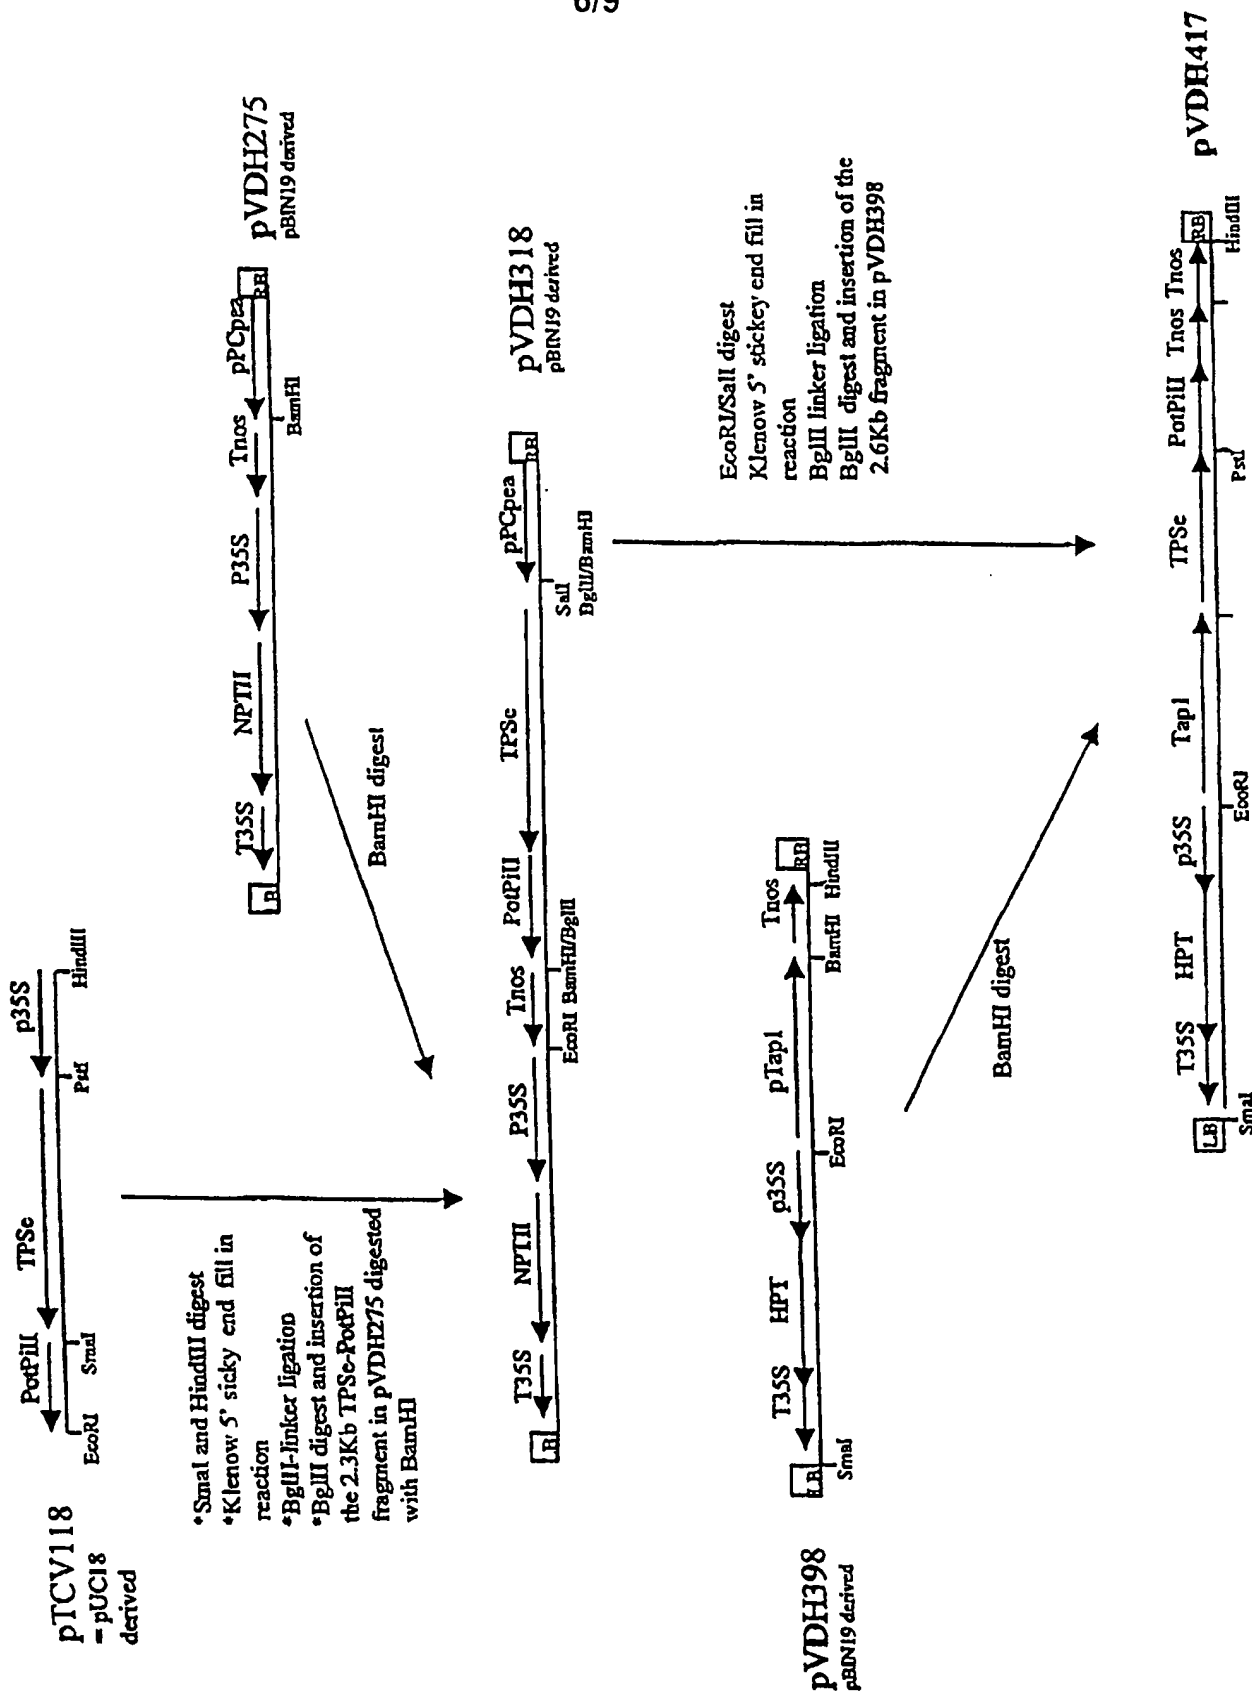 6/9
pTCV118
= pUC18
derived
PotPiII
TPSe
p35S
EcoRI
SmaI
PstI
HindIII
*SmaI and HindIII digest
*Klenow 5' sicky end fill in
reaction
*BglII-linker ligation
*BglII digest and insertion of
the 2.3Kb TPSe-PotPiII
fragment in pVDH275 digested
with BamHI
LB
T35S
NPTII
P35S
Tnos
pPCpea
RB
BamHI
pVDH275
pBIN19 derived
BamHI digest
LB
T35S
NPTII
P35S
Tnos
PotPiII
TPSe
pPCpea
RB
EcoRI
BamHI/BglII
SalI
BglII/BamHI
pVDH318
pBIN19 derived
EcoRI/SalI digest
Klenow 5' stickey end fill in
reaction
BglII linker ligation
BglII digest and insertion of the
2.6Kb fragment in pVDH398
pVDH398
pBIN19 derived
LB
T35S
HPT
p35S
pTap1
Tnos
RB
SmaI
EcoRI
BamHI
HindIII
BamHI digest
LB
T35S
HPT
p35S
Tap1
TPSe
PotPiII
Tnos
Tnos
RB
SmaI
EcoRI
PstI
HindIII
pVDH417